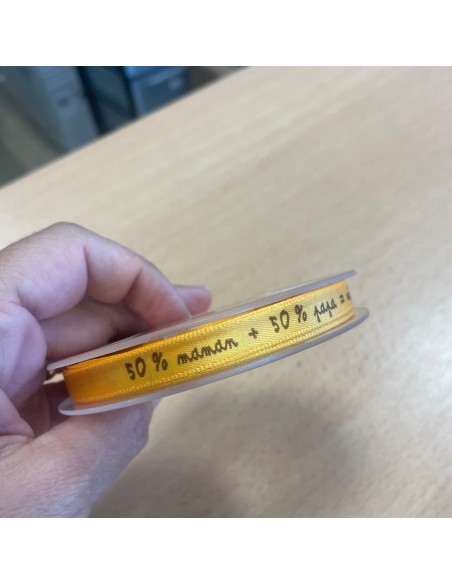 50 % maman + 50 % papa =